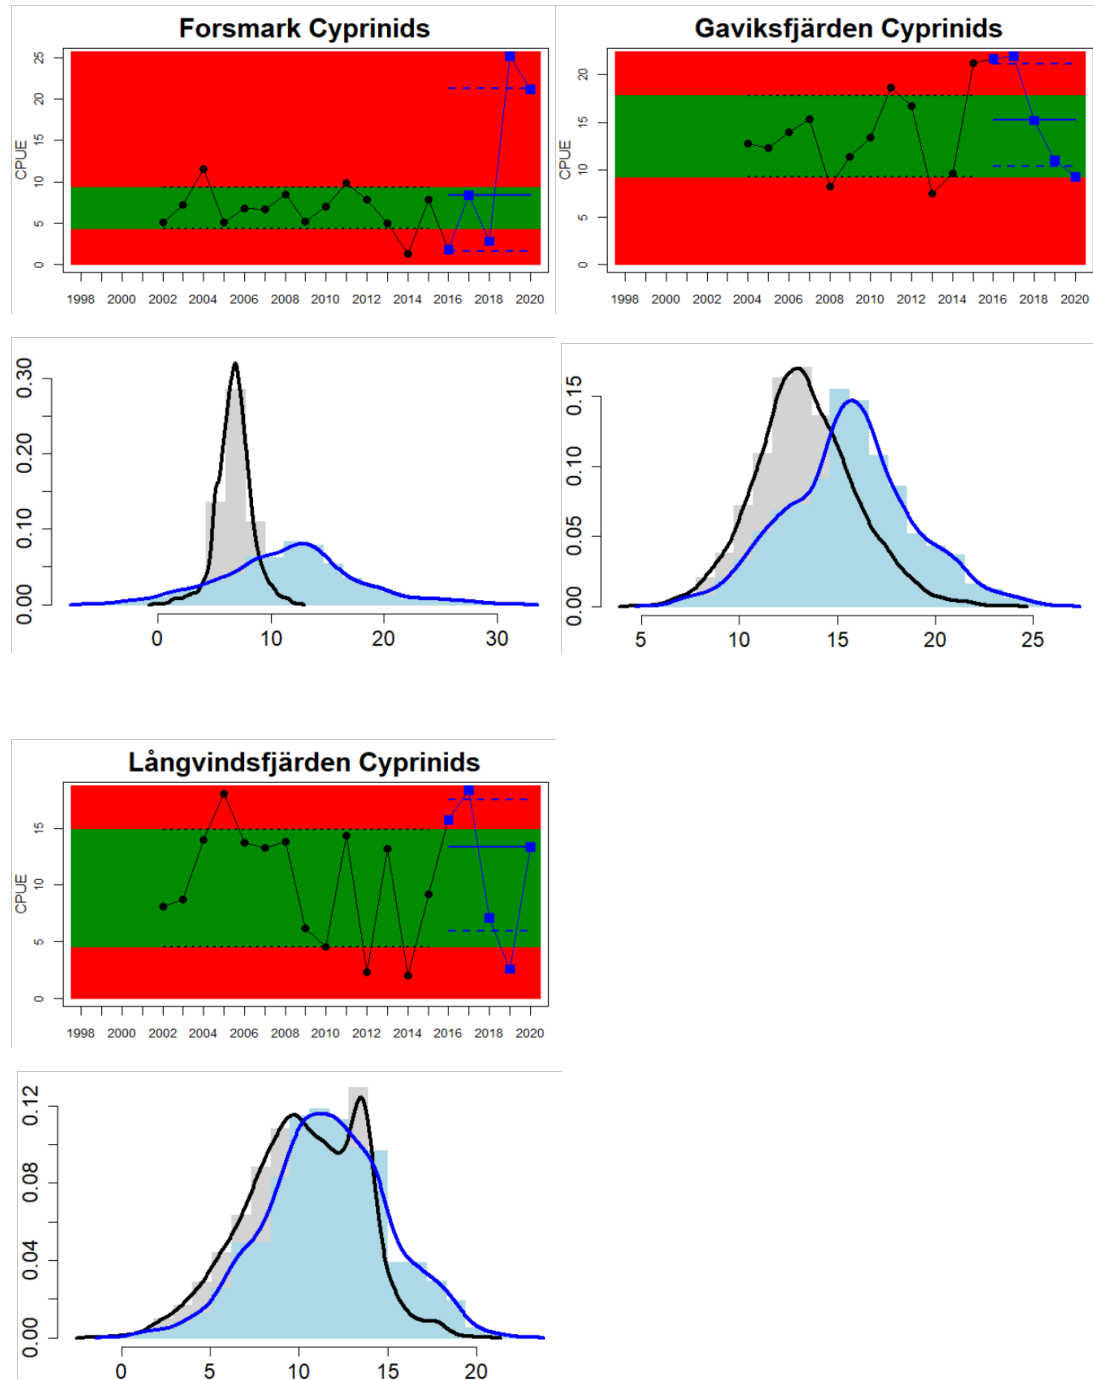 Forsmark Cyprinids
CPUE
25
20
15
10
5
0
1998 2000 2002 2004 2006 2008 2010 2012 2014 2016 2018 2020
Gaviksfjärden Cyprinids
CPUE
20
15
10
5
0
1998 2000 2002 2004 2006 2008 2010 2012 2014 2016 2018 2020
0.30
0.20
0.10
0.00
0 10 20 30
0.15
0.10
0.05
0.00
5 10 15 20 25
Långvindsfjärden Cyprinids
CPUE
15
10
5
0
1998 2000 2002 2004 2006 2008 2010 2012 2014 2016 2018 2020
0.12
0.08
0.04
0.00
0 5 10 15 20